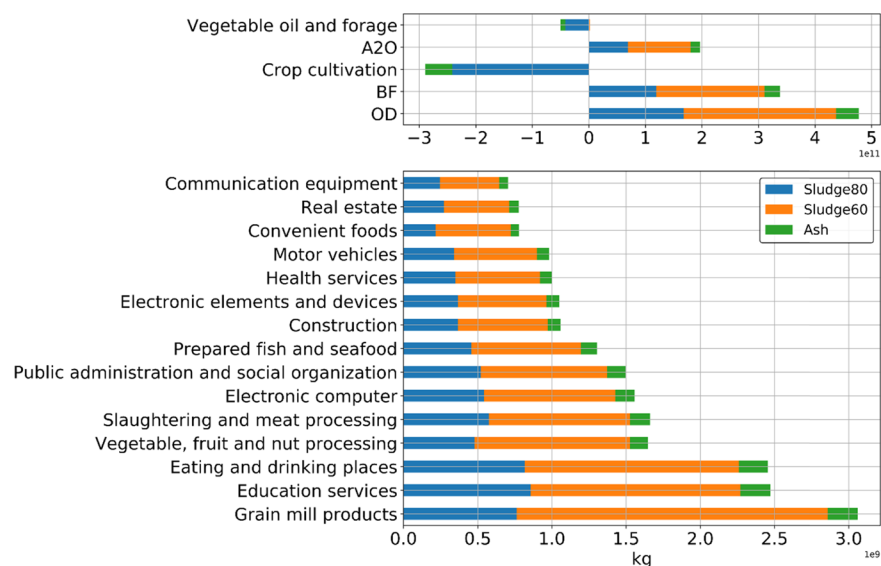 Vegetable oil and forage
A2O
Crop cultivation
BF
OD
−3 −2 −1 0 1 2 3 4 5
1e11
Communication equipment
Real estate
Convenient foods
Motor vehicles
Health services
Electronic elements and devices
Construction
Prepared fish and seafood
Public administration and social organization
Electronic computer
Slaughtering and meat processing
Vegetable, fruit and nut processing
Eating and drinking places
Education services
Grain mill products
Sludge80
Sludge60
Ash
0.0 0.5 1.0 1.5 2.0 2.5 3.0
kg
1e9